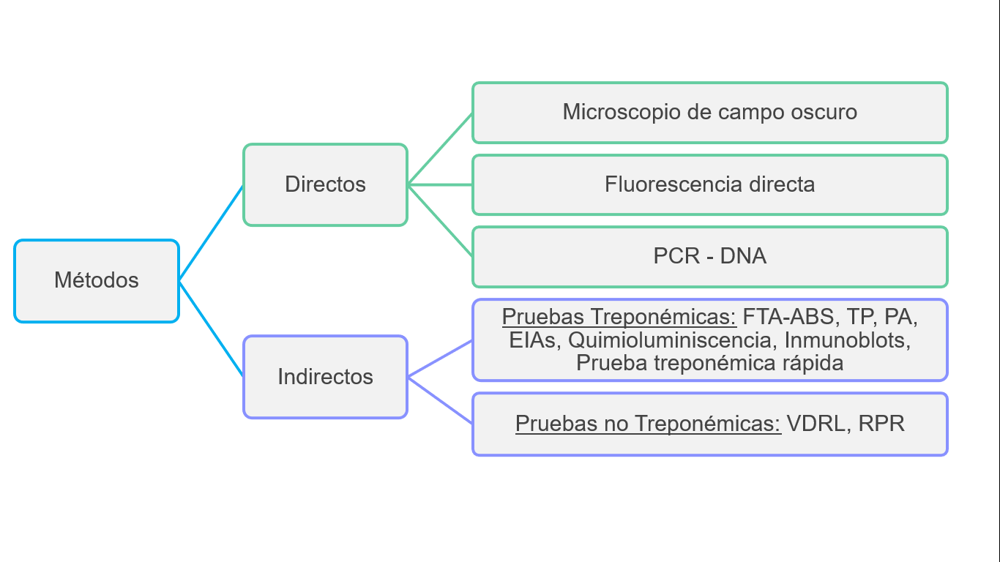 Métodos
Directos
Microscopio de campo oscuro
Fluorescencia directa
PCR - DNA
Indirectos
Pruebas Treponémicas: FTA-ABS, TP, PA,
EIAs, Quimioluminiscencia, Inmunoblots,
Prueba treponémica rápida
Pruebas no Treponémicas: VDRL, RPR